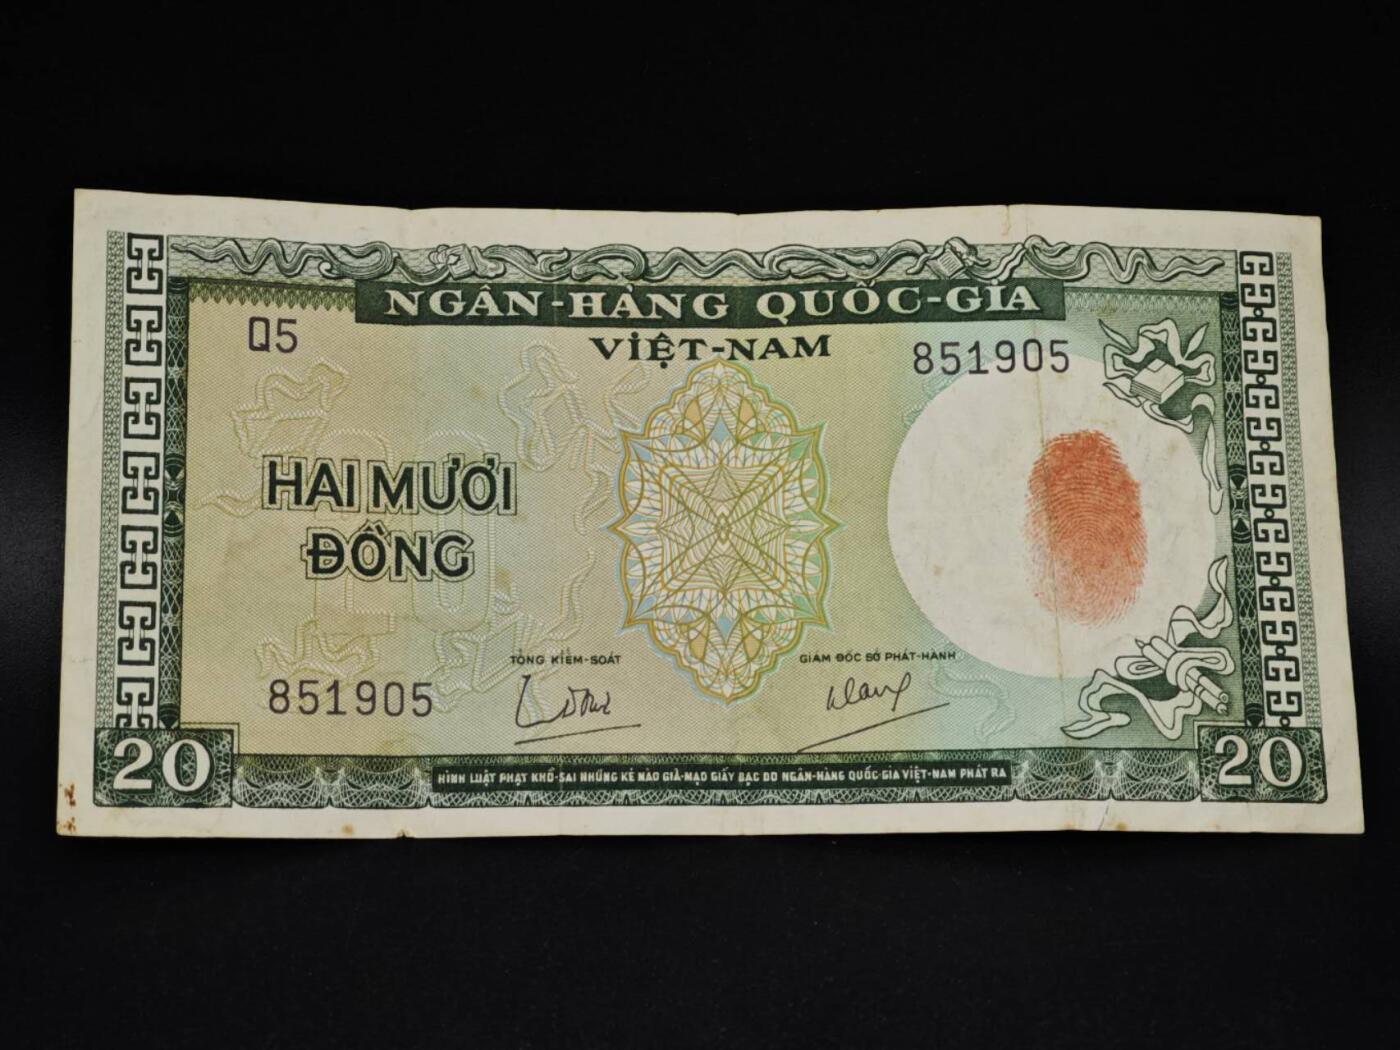 NGÂN-HÀNG QUỐC-GIA
VIỆT-NAM
Q5
851905
HAI MƯƠI
ĐỒNG
TỔNG KIỂM-SOÁT
GIÁM ĐỐC SỞ PHÁT-HÀNH
851905
20
20
HÌNH LUẬT PHẠT KHỔ-SAI NHỮNG KẺ NÀO GIẢ-MẠO GIẤY BẠC DO NGÂN-HÀNG QUỐC-GIA VIỆT-NAM PHÁT RA